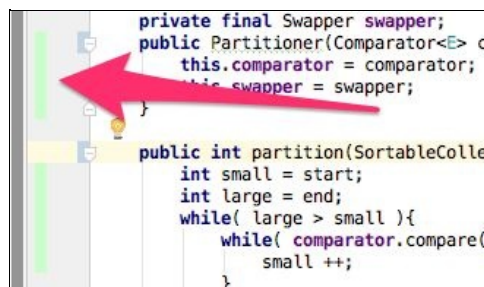 private final Swapper swapper;
public Partitioner(Comparator<E> c
this.comparator = comparator;
this.swapper = swapper;
}
public int partition(SortableColle
int small = start;
int large = end;
while( large > small ){
while( comparator.compare(
small ++;
}